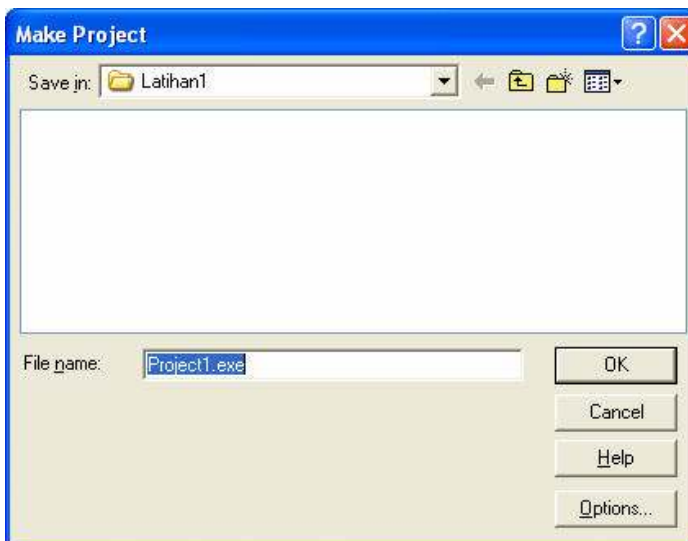 Make Project
Save in: Latihan1
File name: Project1.exe
OK
Cancel
Help
Options...